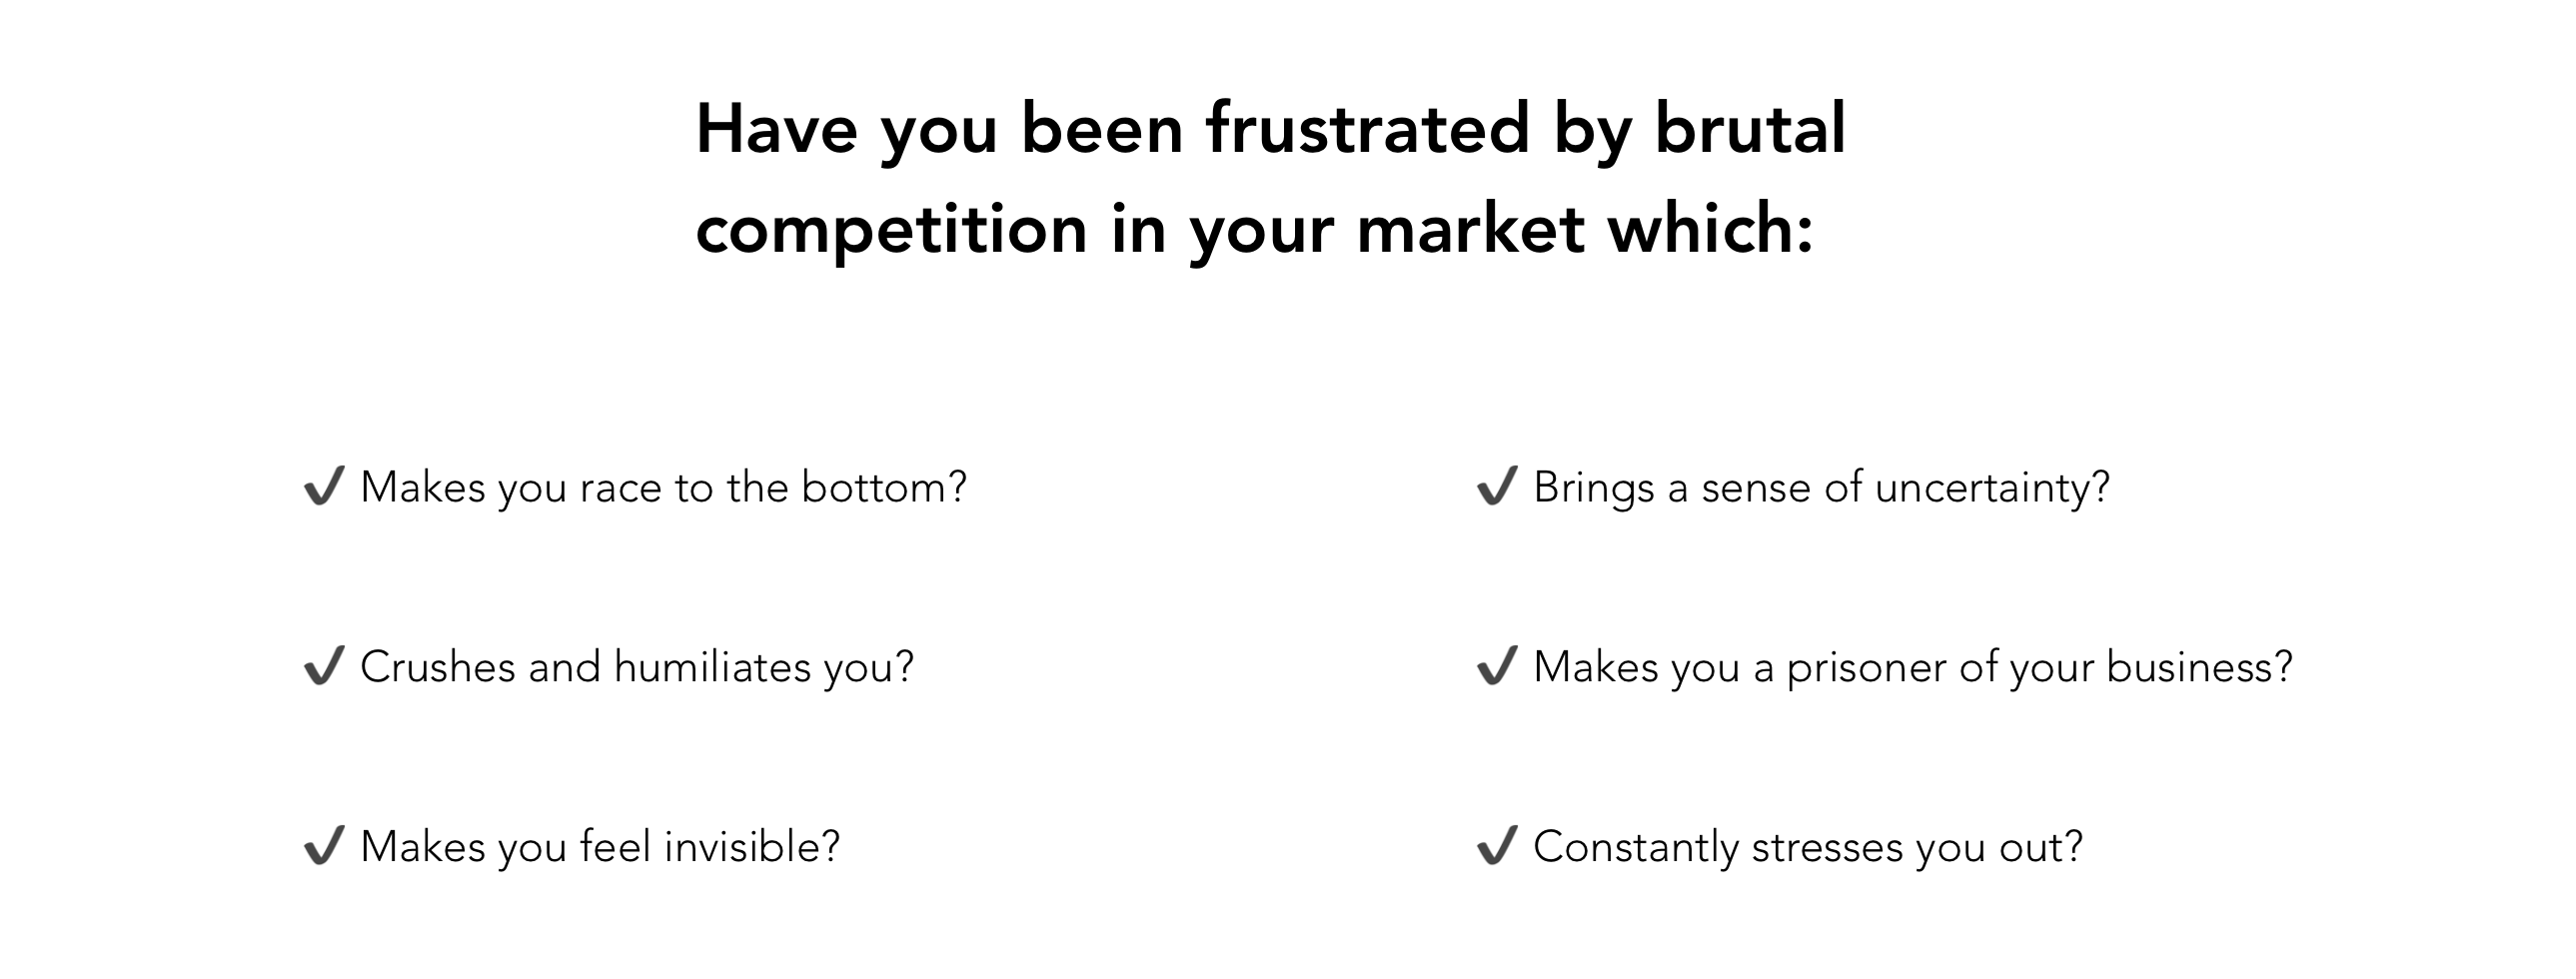 Have you been frustrated by brutal
competition in your market which:
✔ Makes you race to the bottom?
✔ Brings a sense of uncertainty?
✔ Crushes and humiliates you?
✔ Makes you a prisoner of your business?
✔ Makes you feel invisible?
✔ Constantly stresses you out?